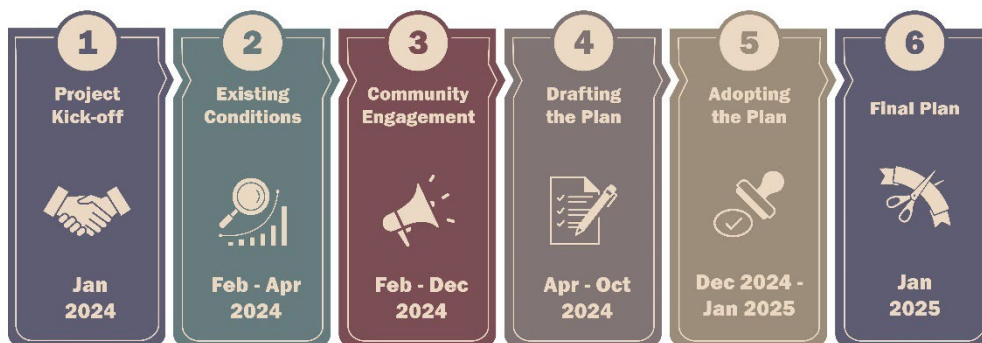 1
Project
Kick-off
Jan
2024
2
Existing
Conditions
Feb - Apr
2024
3
Community
Engagement
Feb - Dec
2024
4
Drafting
the Plan
Apr - Oct
2024
5
Adopting
the Plan
Dec 2024 -
Jan 2025
6
Final Plan
Jan
2025